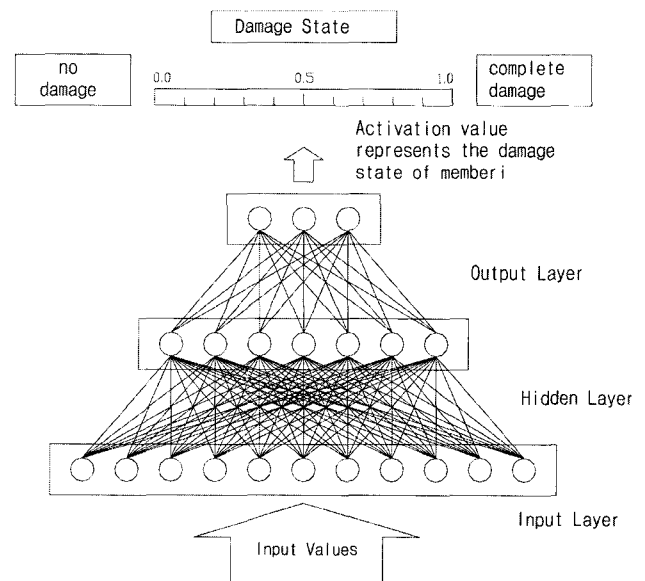 Damage State
no
damage
0.0 0.5 1.0
complete
damage
Activation value
represents the damage
state of memberi
Output Layer
Hidden Layer
Input Layer
Input Values